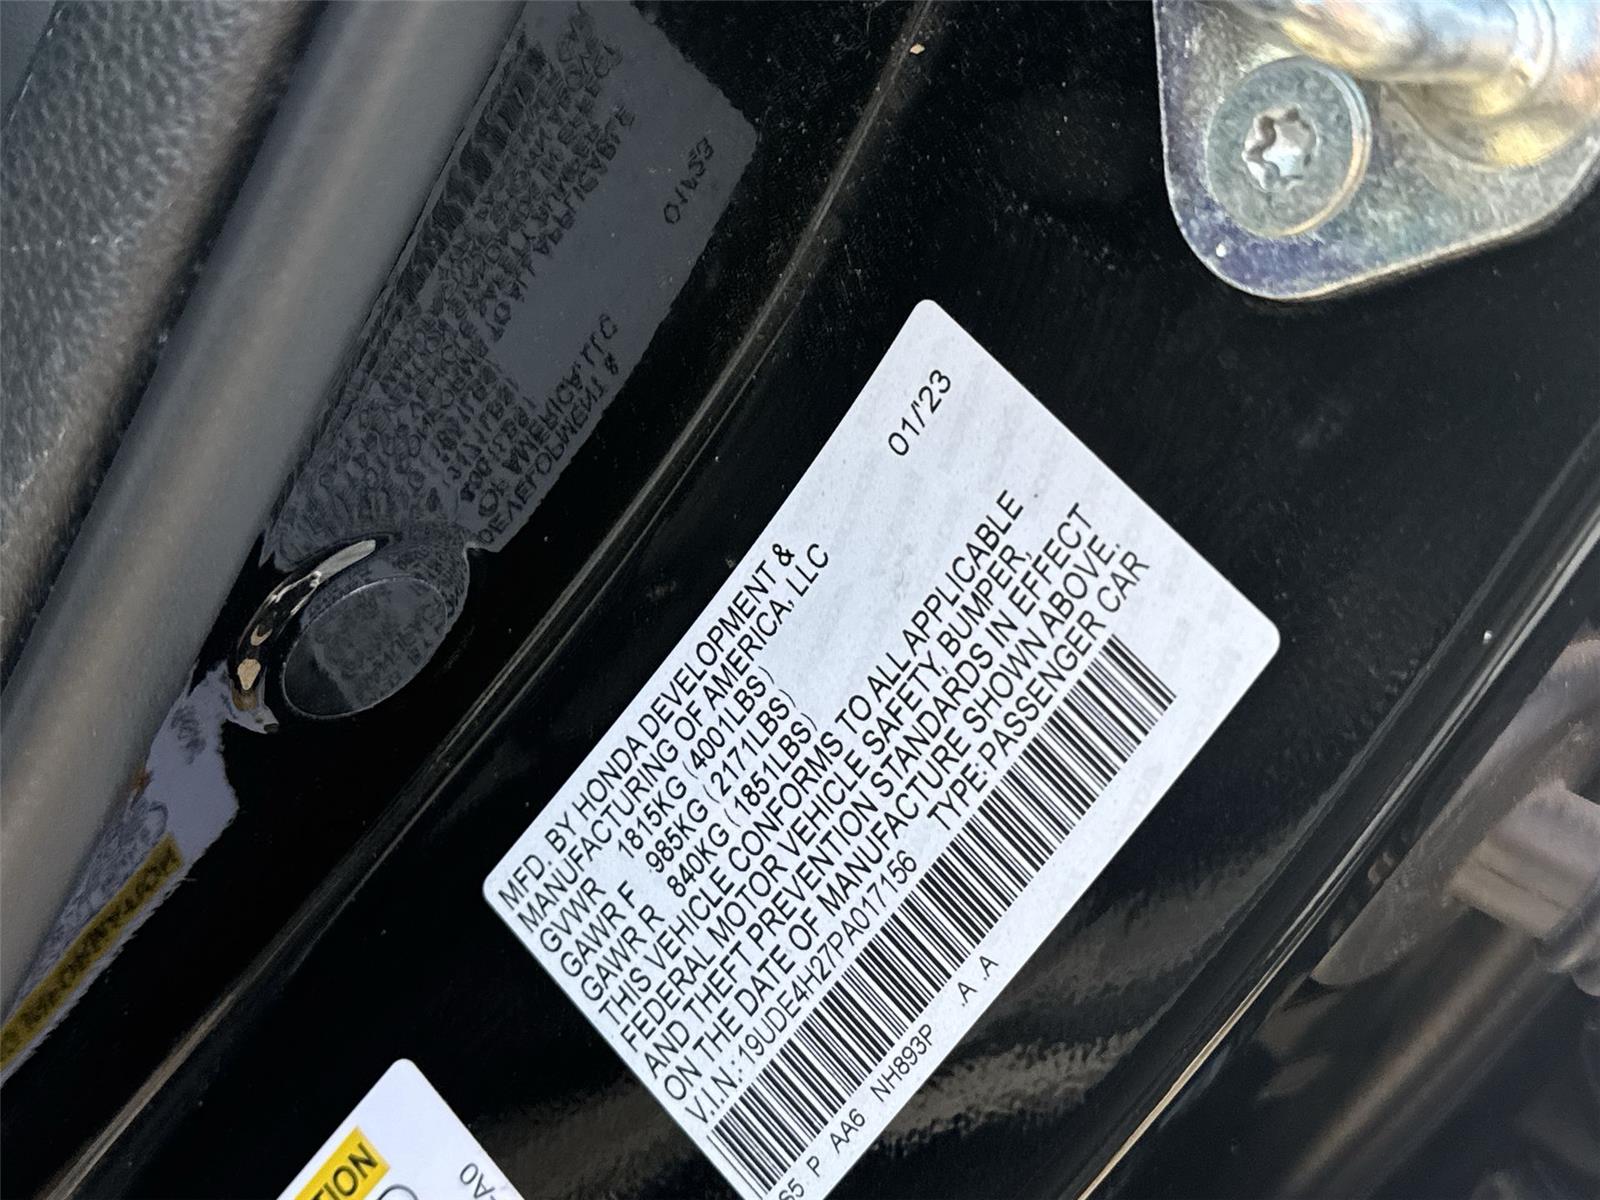 01/'23
MFD. BY HONDA DEVELOPMENT &
MANUFACTURING OF AMERICA, LLC
GVWR 1815KG (4001LBS)
GAWR F 985KG (2171LBS)
GAWR R 840KG (1851LBS)
THIS VEHICLE CONFORMS TO ALL APPLICABLE
FEDERAL MOTOR VEHICLE SAFETY, BUMPER,
AND THEFT PREVENTION STANDARDS IN EFFECT
ON THE DATE OF MANUFACTURE SHOWN ABOVE.
V.I.N.: 19UDE4H27PA017156 TYPE: PASSENGER CAR
P AA6 NH893P .A .A